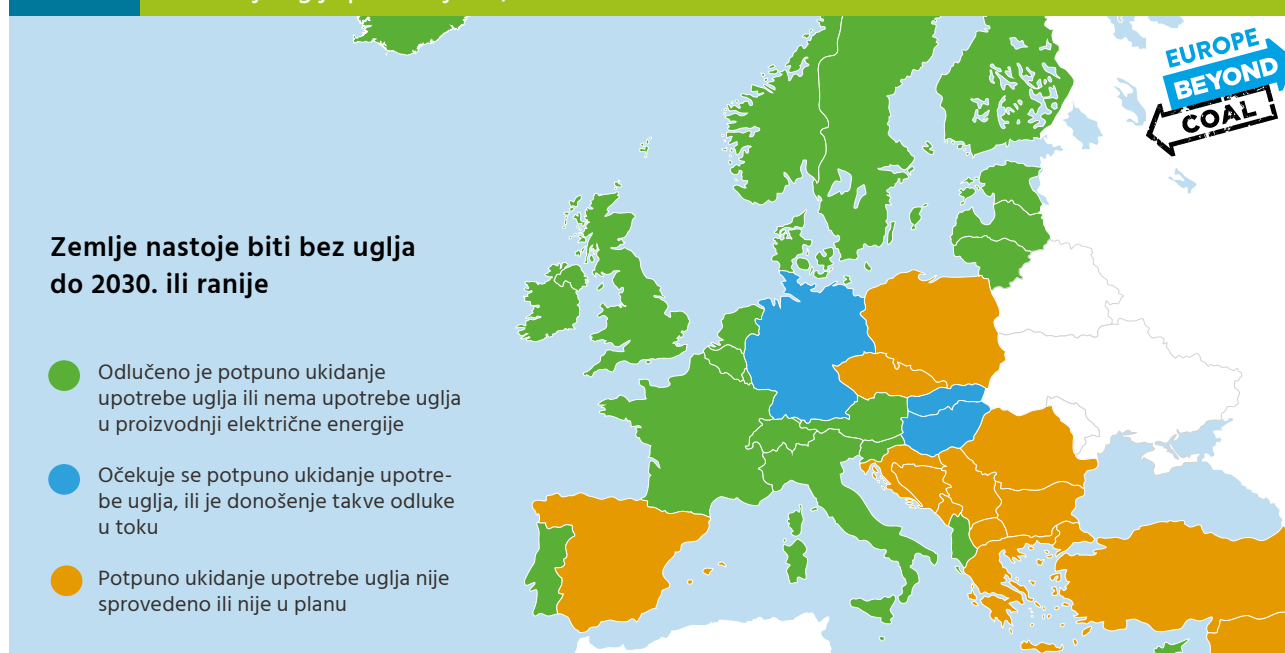 EUROPE
BEYOND
COAL
Zemlje nastoje biti bez uglja
do 2030. ili ranije
Odlučeno je potpuno ukidanje
upotrebe uglja ili nema upotrebe uglja
u proizvodnji električne energije
Očekuje se potpuno ukidanje upotre-
be uglja, ili je donošenje takve odluke
u toku
Potpuno ukidanje upotrebe uglja nije
sprovedeno ili nije u planu